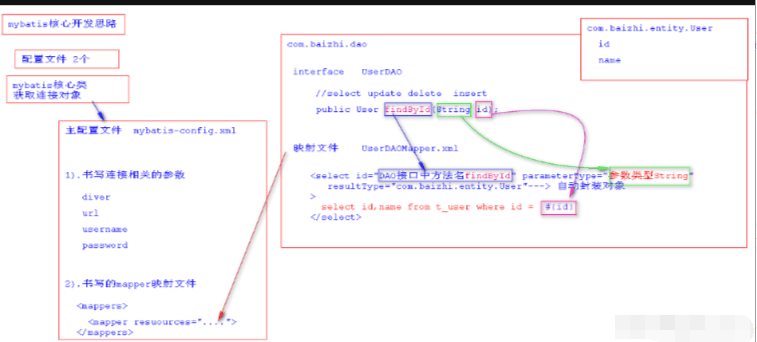 mybatis核心开发思路
配置文件 2个
mybatis核心类
获取连接对象
主配置文件 mybatis-config.xml
1).书写连接相关的参数
diver
url
username
password
2).书写的mapper映射文件
<mappers>
<mapper resuources="....">
</mappers>
com.baizhi.dao
interface UserDAO
//select update delete insert
public User findById(String id);
映射文件 UserDAOMapper.xml
<select id="DAO接口中方法名findById" parameterType="参数类型String"
resultType="com.baizhi.entity.User"---> 自动封装对象
>
select id,name from t_user where id = #{id}
</select>
com.baizhi.entity.User
id
name